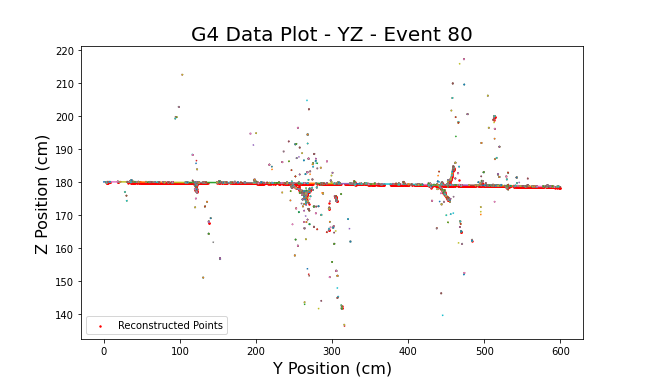 G4 Data Plot - YZ - Event 80
220
210
200
190
180
170
160
150
140
Z Position (cm)
Reconstructed Points
0 100 200 300 400 500 600
Y Position (cm)